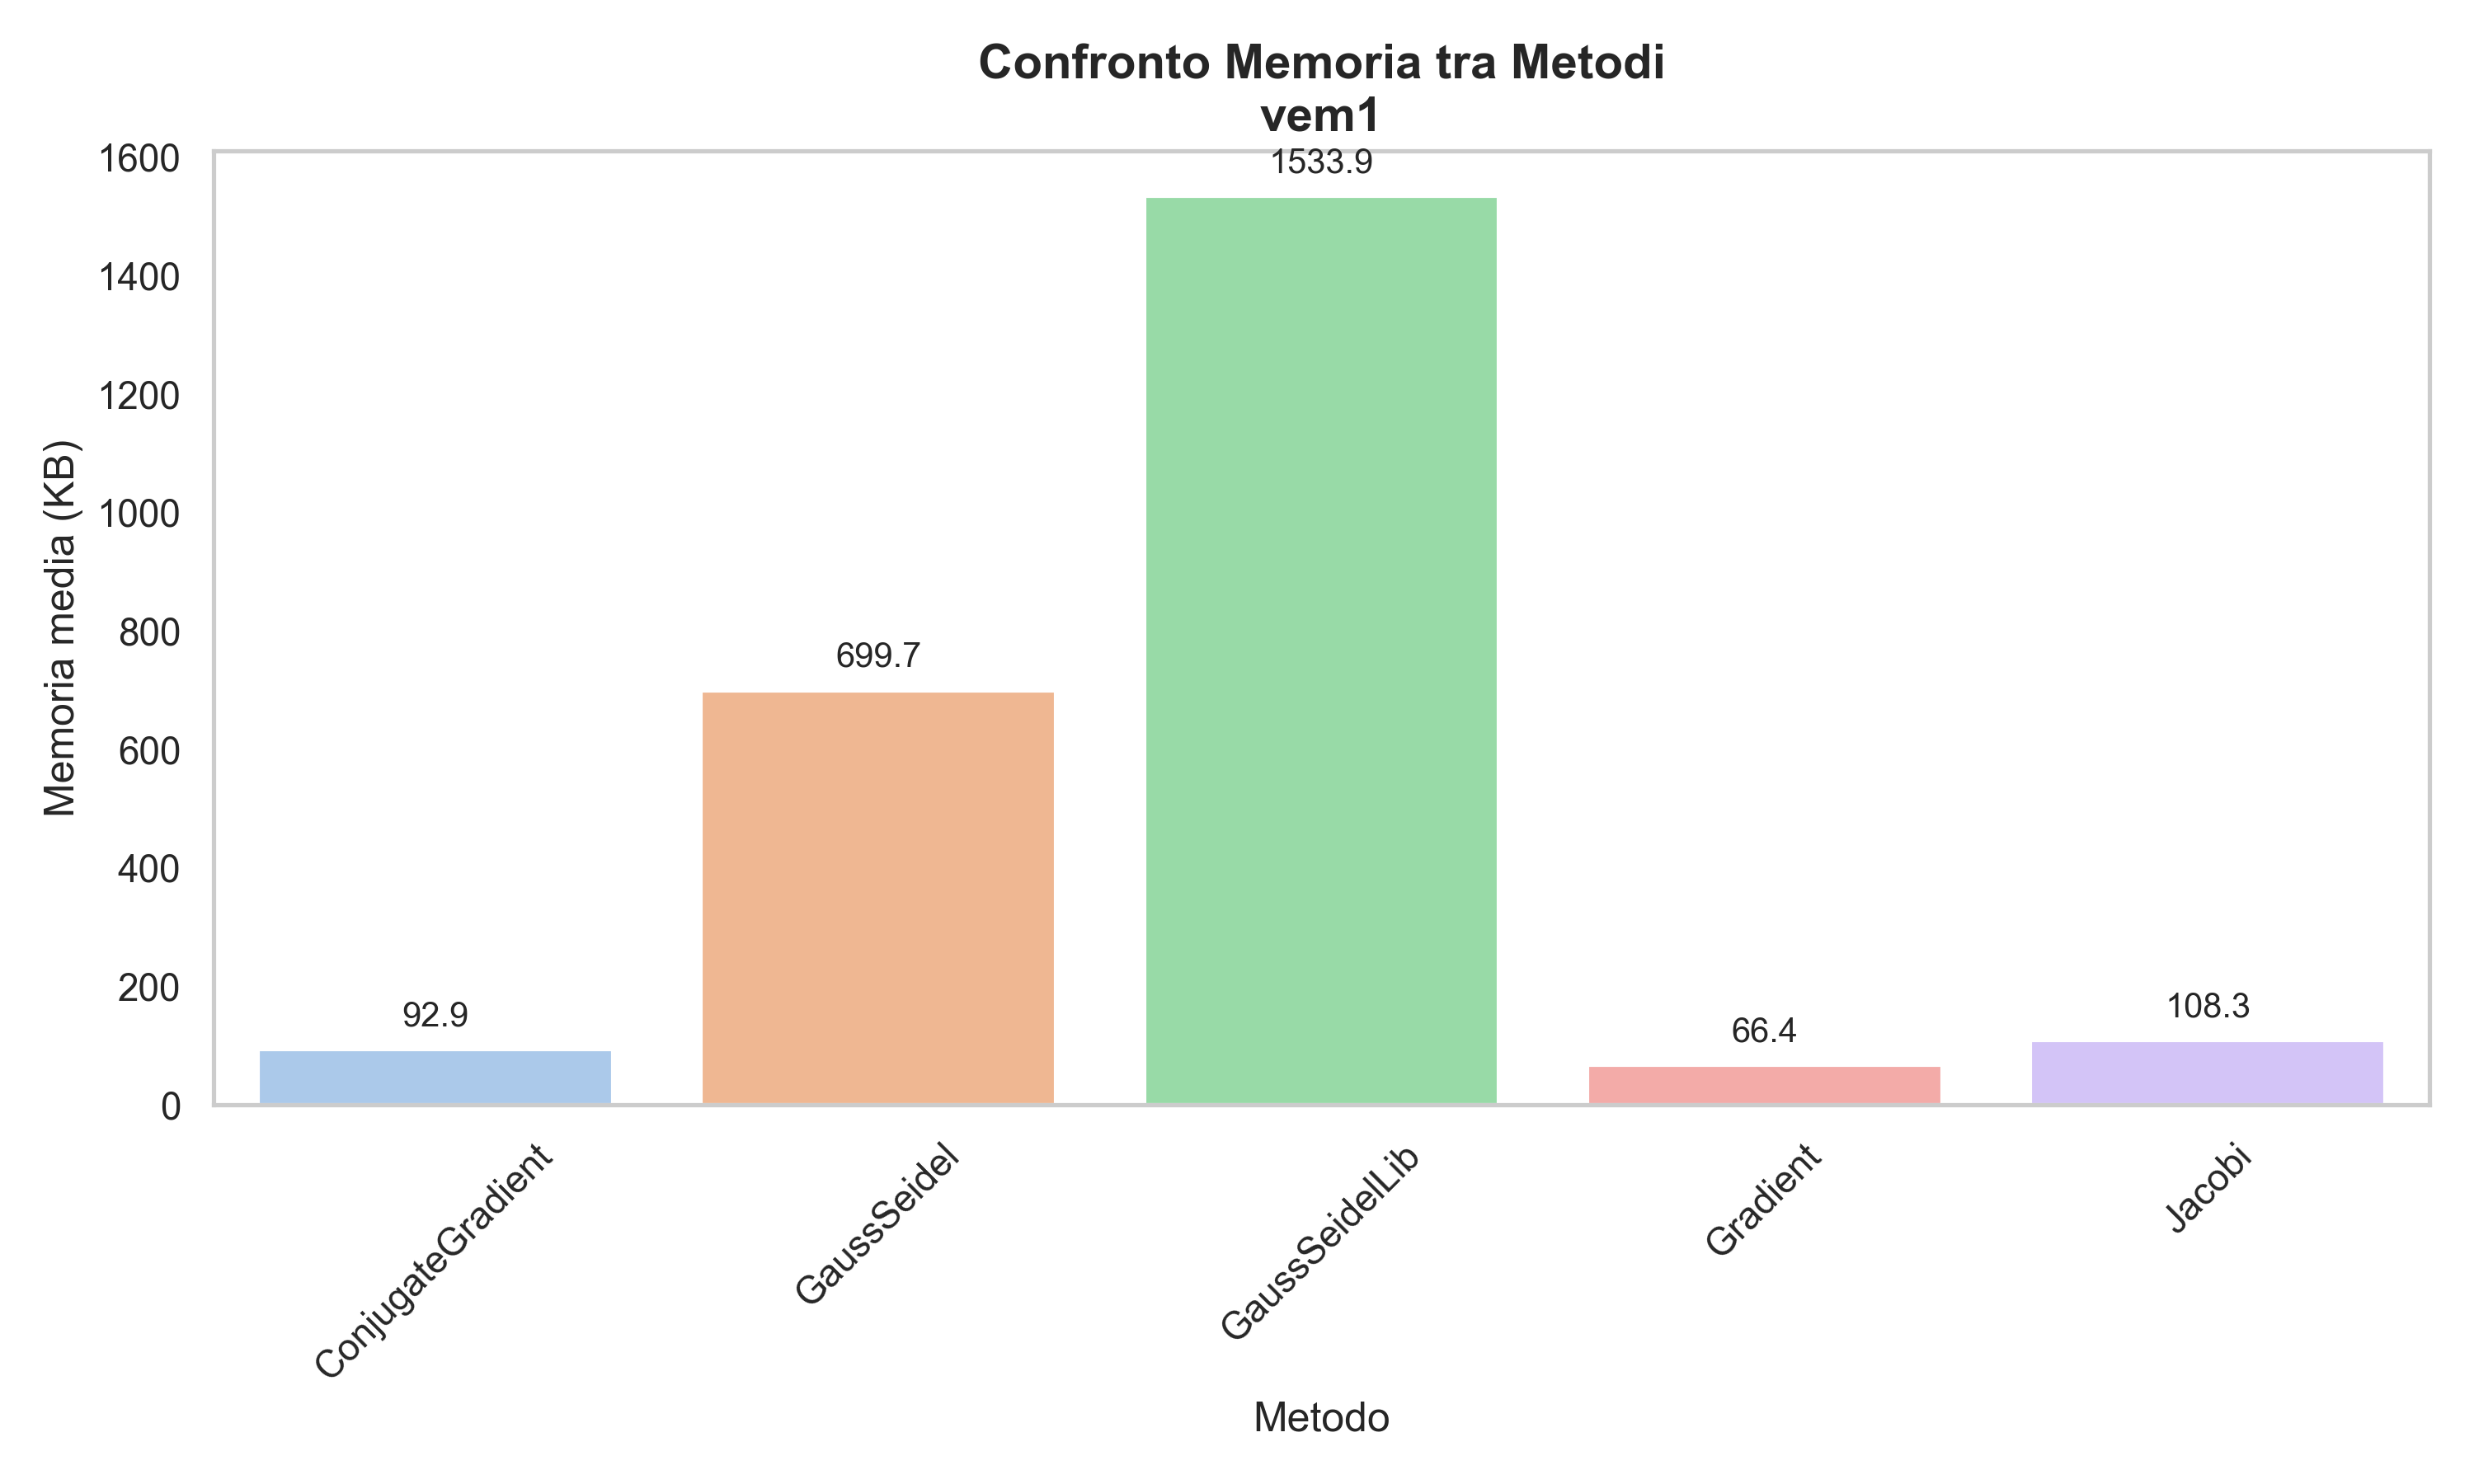 Confronto Memoria tra Metodi
vem1
Memoria media (KB)
1600
1400
1200
1000
800
600
400
200
0
92.9
699.7
1533.9
66.4
108.3
ConjugateGradient
GaussSeidel
GaussSeidelLib
Gradient
Jacobi
Metodo